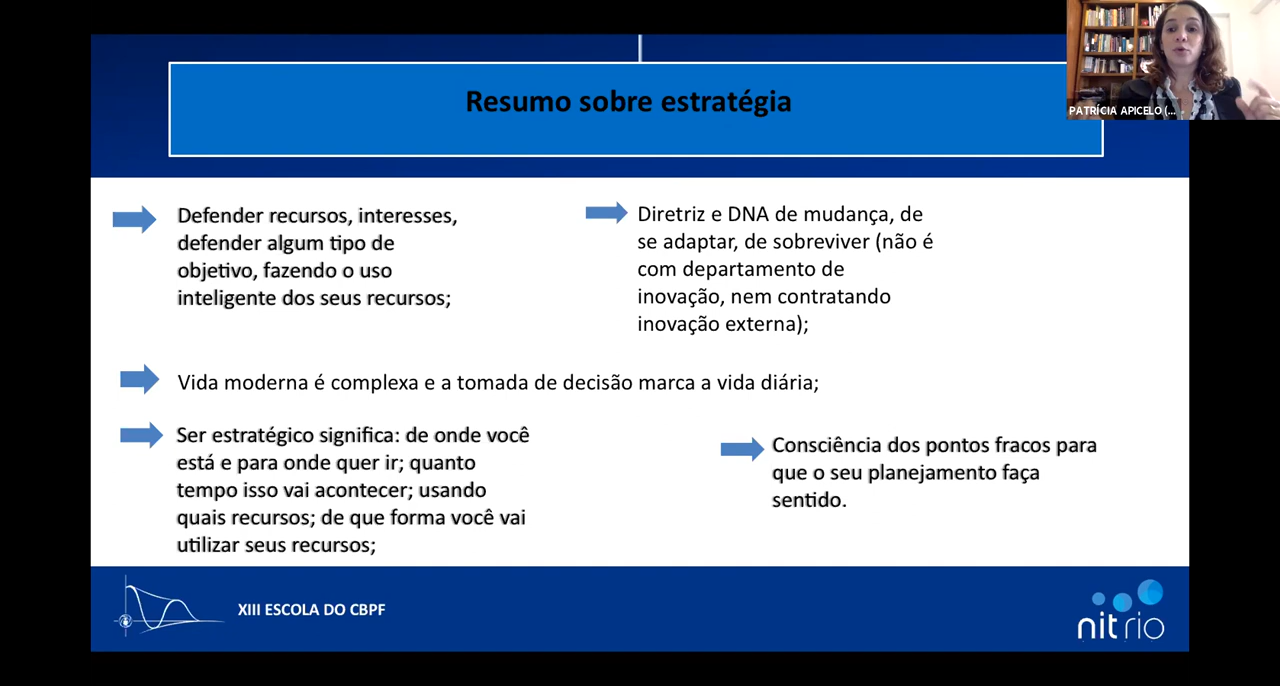 Resumo sobre estratégia
PATRÍCIA APICELO (...
Defender recursos, interesses,
defender algum tipo de
objetivo, fazendo o uso
inteligente dos seus recursos;
Diretriz e DNA de mudança, de
se adaptar, de sobreviver (não é
com departamento de
inovação, nem contratando
inovação externa);
Vida moderna é complexa e a tomada de decisão marca a vida diária;
Ser estratégico significa: de onde você
está e para onde quer ir; quanto
tempo isso vai acontecer; usando
quais recursos; de que forma você vai
utilizar seus recursos;
Consciência dos pontos fracos para
que o seu planejamento faça
sentido.
XIII ESCOLA DO CBPF
nitrio